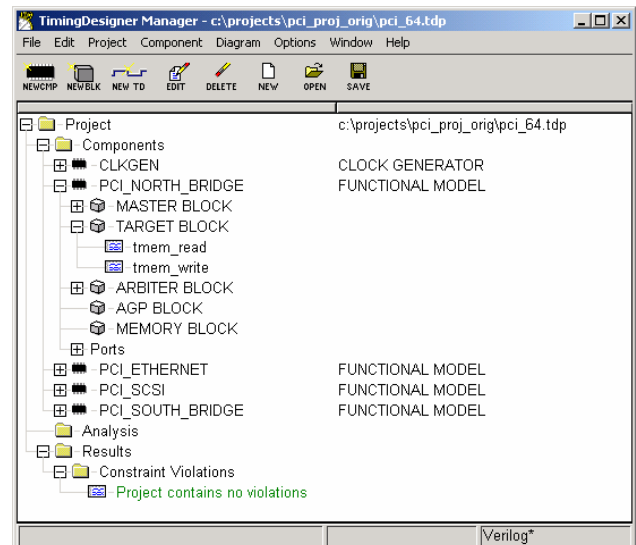 TimingDesigner Manager - c:\projects\pci_proj_orig\pci_64.tdp
File Edit Project Component Diagram Options Window Help
NEWCMP NEWBLK NEW TD EDIT DELETE NEW OPEN SAVE
Project c:\projects\pci_proj_orig\pci_64.tdp
Components
CLKGEN CLOCK GENERATOR
PCI_NORTH_BRIDGE FUNCTIONAL MODEL
MASTER BLOCK
TARGET BLOCK
tmem_read
tmem_write
ARBITER BLOCK
AGP BLOCK
MEMORY BLOCK
Ports
PCI_ETHERNET FUNCTIONAL MODEL
PCI_SCSI FUNCTIONAL MODEL
PCI_SOUTH_BRIDGE FUNCTIONAL MODEL
Analysis
Results
Constraint Violations
Project contains no violations
Verilog*